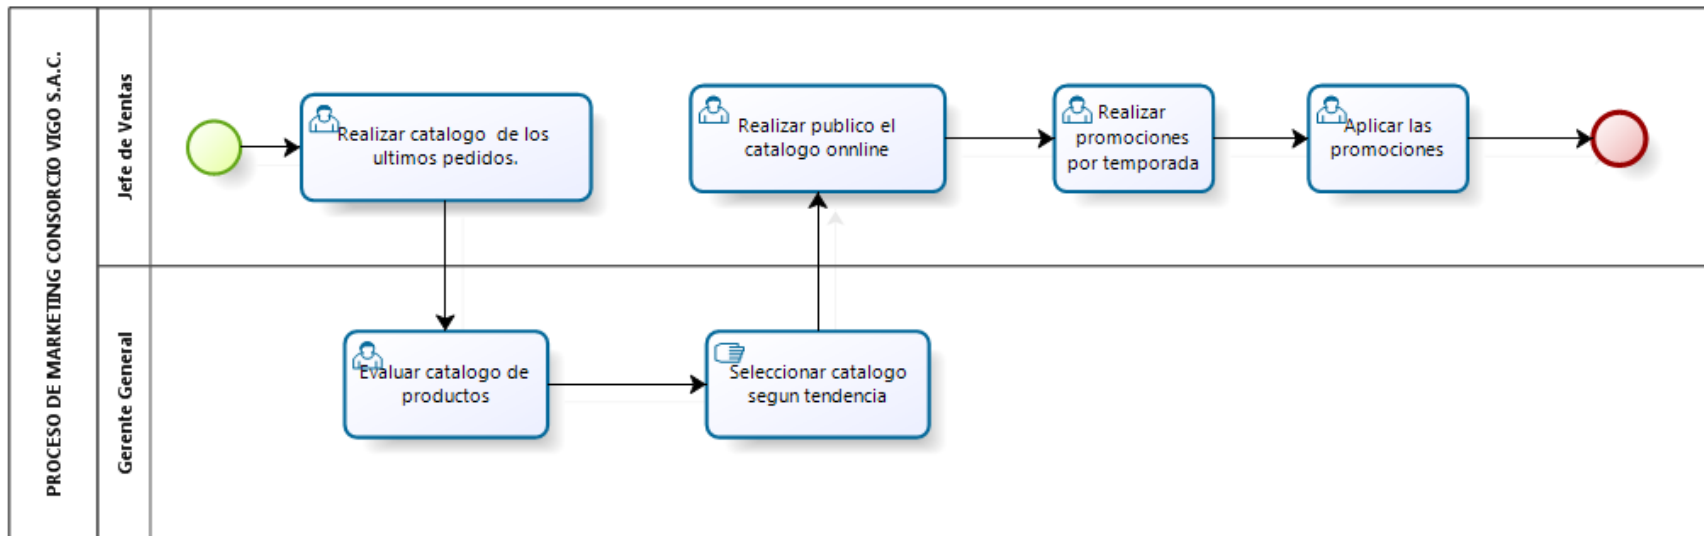 PROCESO DE MARKETING CONSORCIO VIGO S.A.C.
Jefe de Ventas
Realizar catalogo de los
ultimos pedidos.
Realizar publico el
catalogo onnline
Realizar
promociones
por temporada
Aplicar las
promociones
Gerente General
Evaluar catalogo de
productos
Seleccionar catalogo
segun tendencia